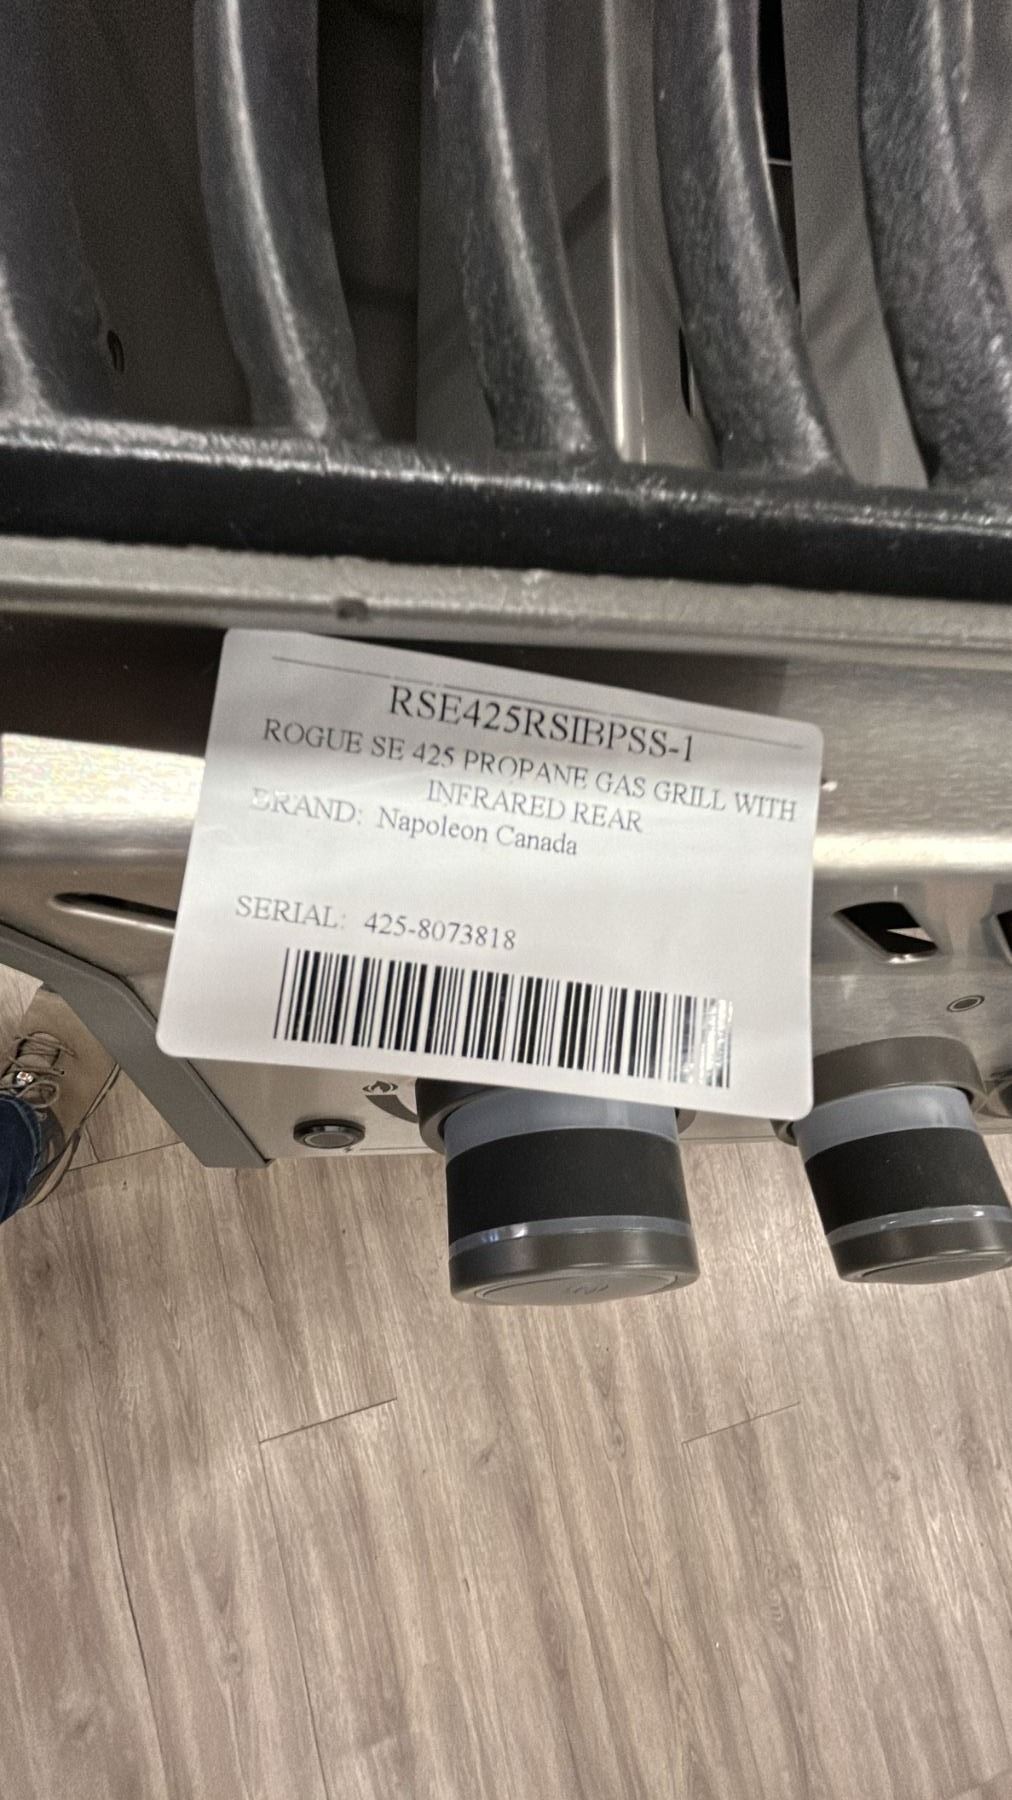 RSE425RSIBPSS-1
ROGUE SE 425 PROPANE GAS GRILL WITH
INFRARED REAR
BRAND: Napoleon Canada
SERIAL: 425-8073818